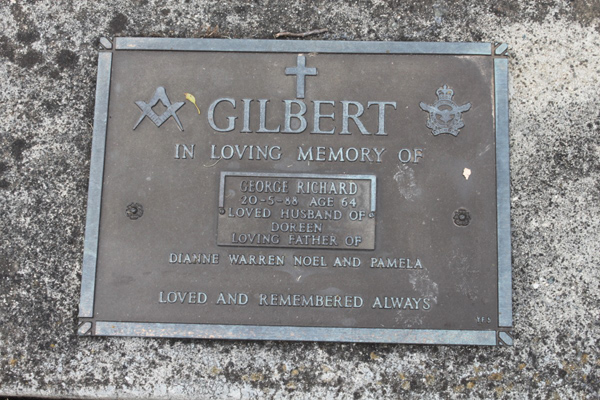 GILBERT
IN LOVING MEMORY OF
GEORGE RICHARD
20-5-88 AGE 64
LOVED HUSBAND OF
DOREEN
LOVING FATHER OF
DIANNE WARREN NOEL AND PAMELA
LOVED AND REMEMBERED ALWAYS